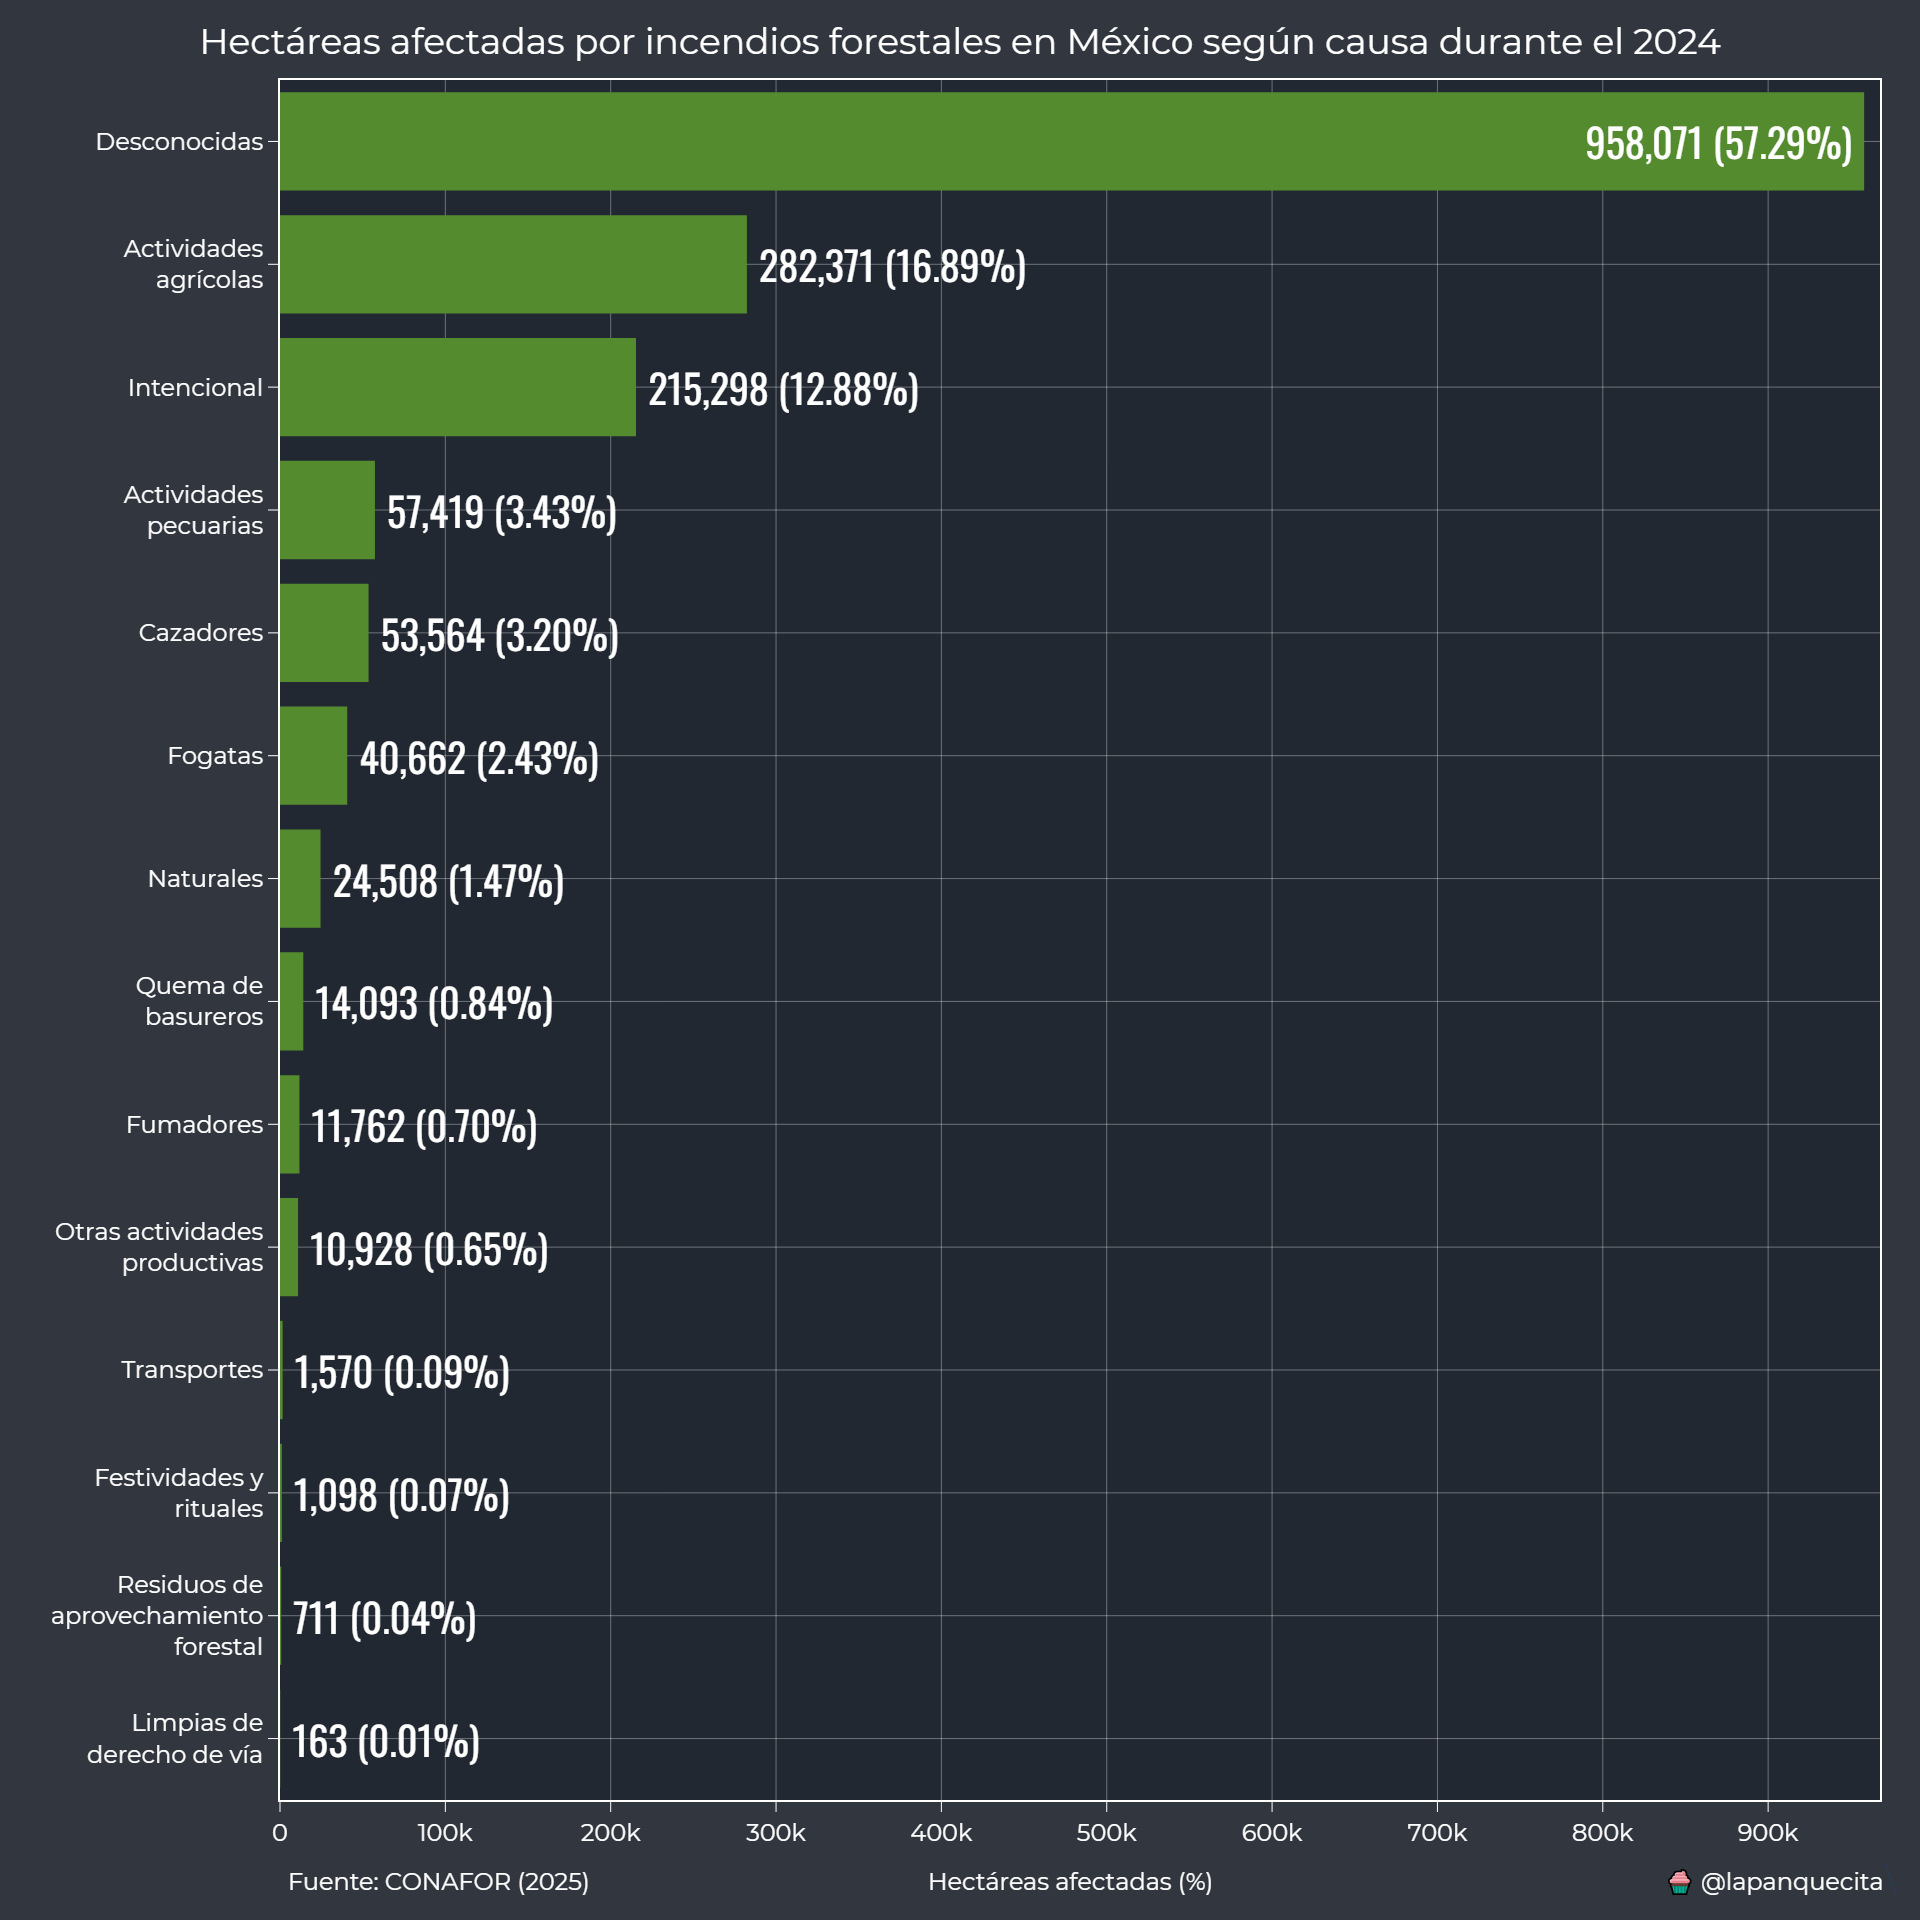 Hectáreas afectadas por incendios forestales en México según causa durante el 2024
Desconocidas
958,071 (57.29%)
Actividades
agrícolas
282,371 (16.89%)
Intencional
215,298 (12.88%)
Actividades
pecuarias
57,419 (3.43%)
Cazadores
53,564 (3.20%)
Fogatas
40,662 (2.43%)
Naturales
24,508 (1.47%)
Quema de
basureros
14,093 (0.84%)
Fumadores
11,762 (0.70%)
Otras actividades
productivas
10,928 (0.65%)
Transportes
1,570 (0.09%)
Festividades y
rituales
1,098 (0.07%)
Residuos de
aprovechamiento
forestal
711 (0.04%)
Limpias de
derecho de vía
163 (0.01%)
0 100k 200k 300k 400k 500k 600k 700k 800k 900k
Fuente: CONAFOR (2025) Hectáreas afectadas (%) @lapanquecita